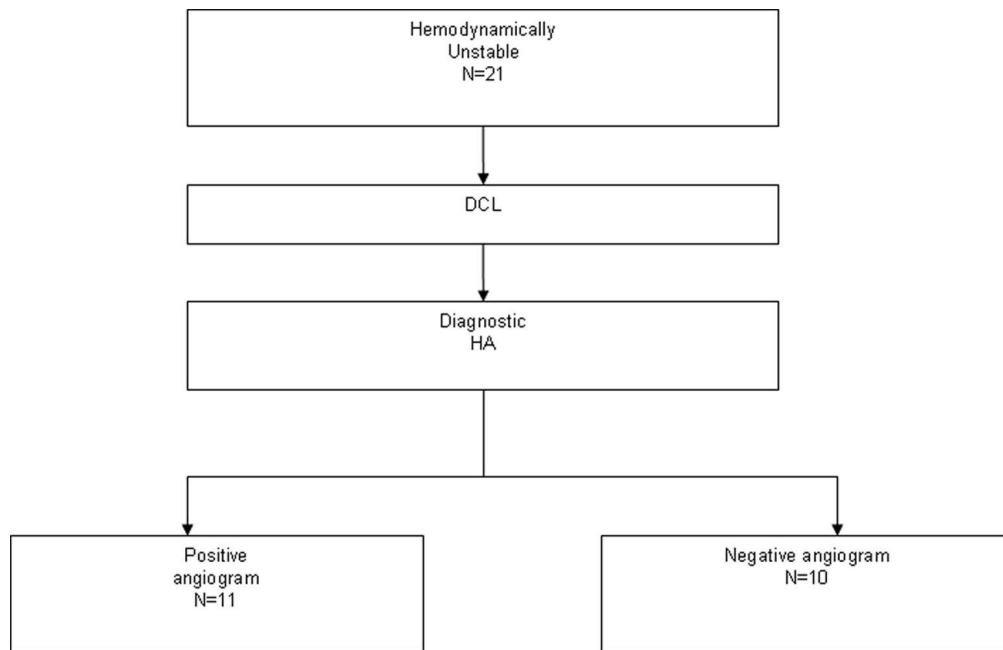 Hemodynamically
Unstable
N=21
DCL
Diagnostic
HA
Positive
angiogram
N=11
Negative angiogram
N=10